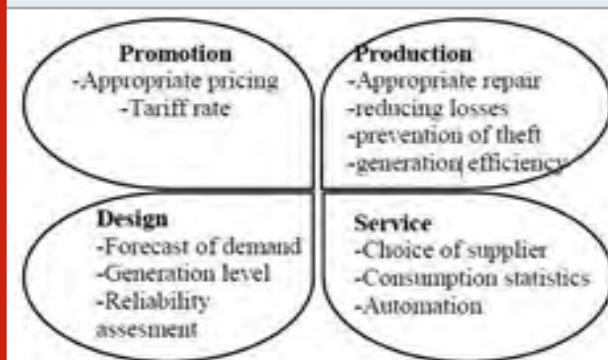 Promotion
-Appropriate pricing
-Tariff rate
Production
-Appropriate repair
-reducing losses
-prevention of theft
-generation efficiency
Design
-Forecast of demand
-Generation level
-Reliability
assesment
Service
-Choice of supplier
-Consumption statistics
-Automation